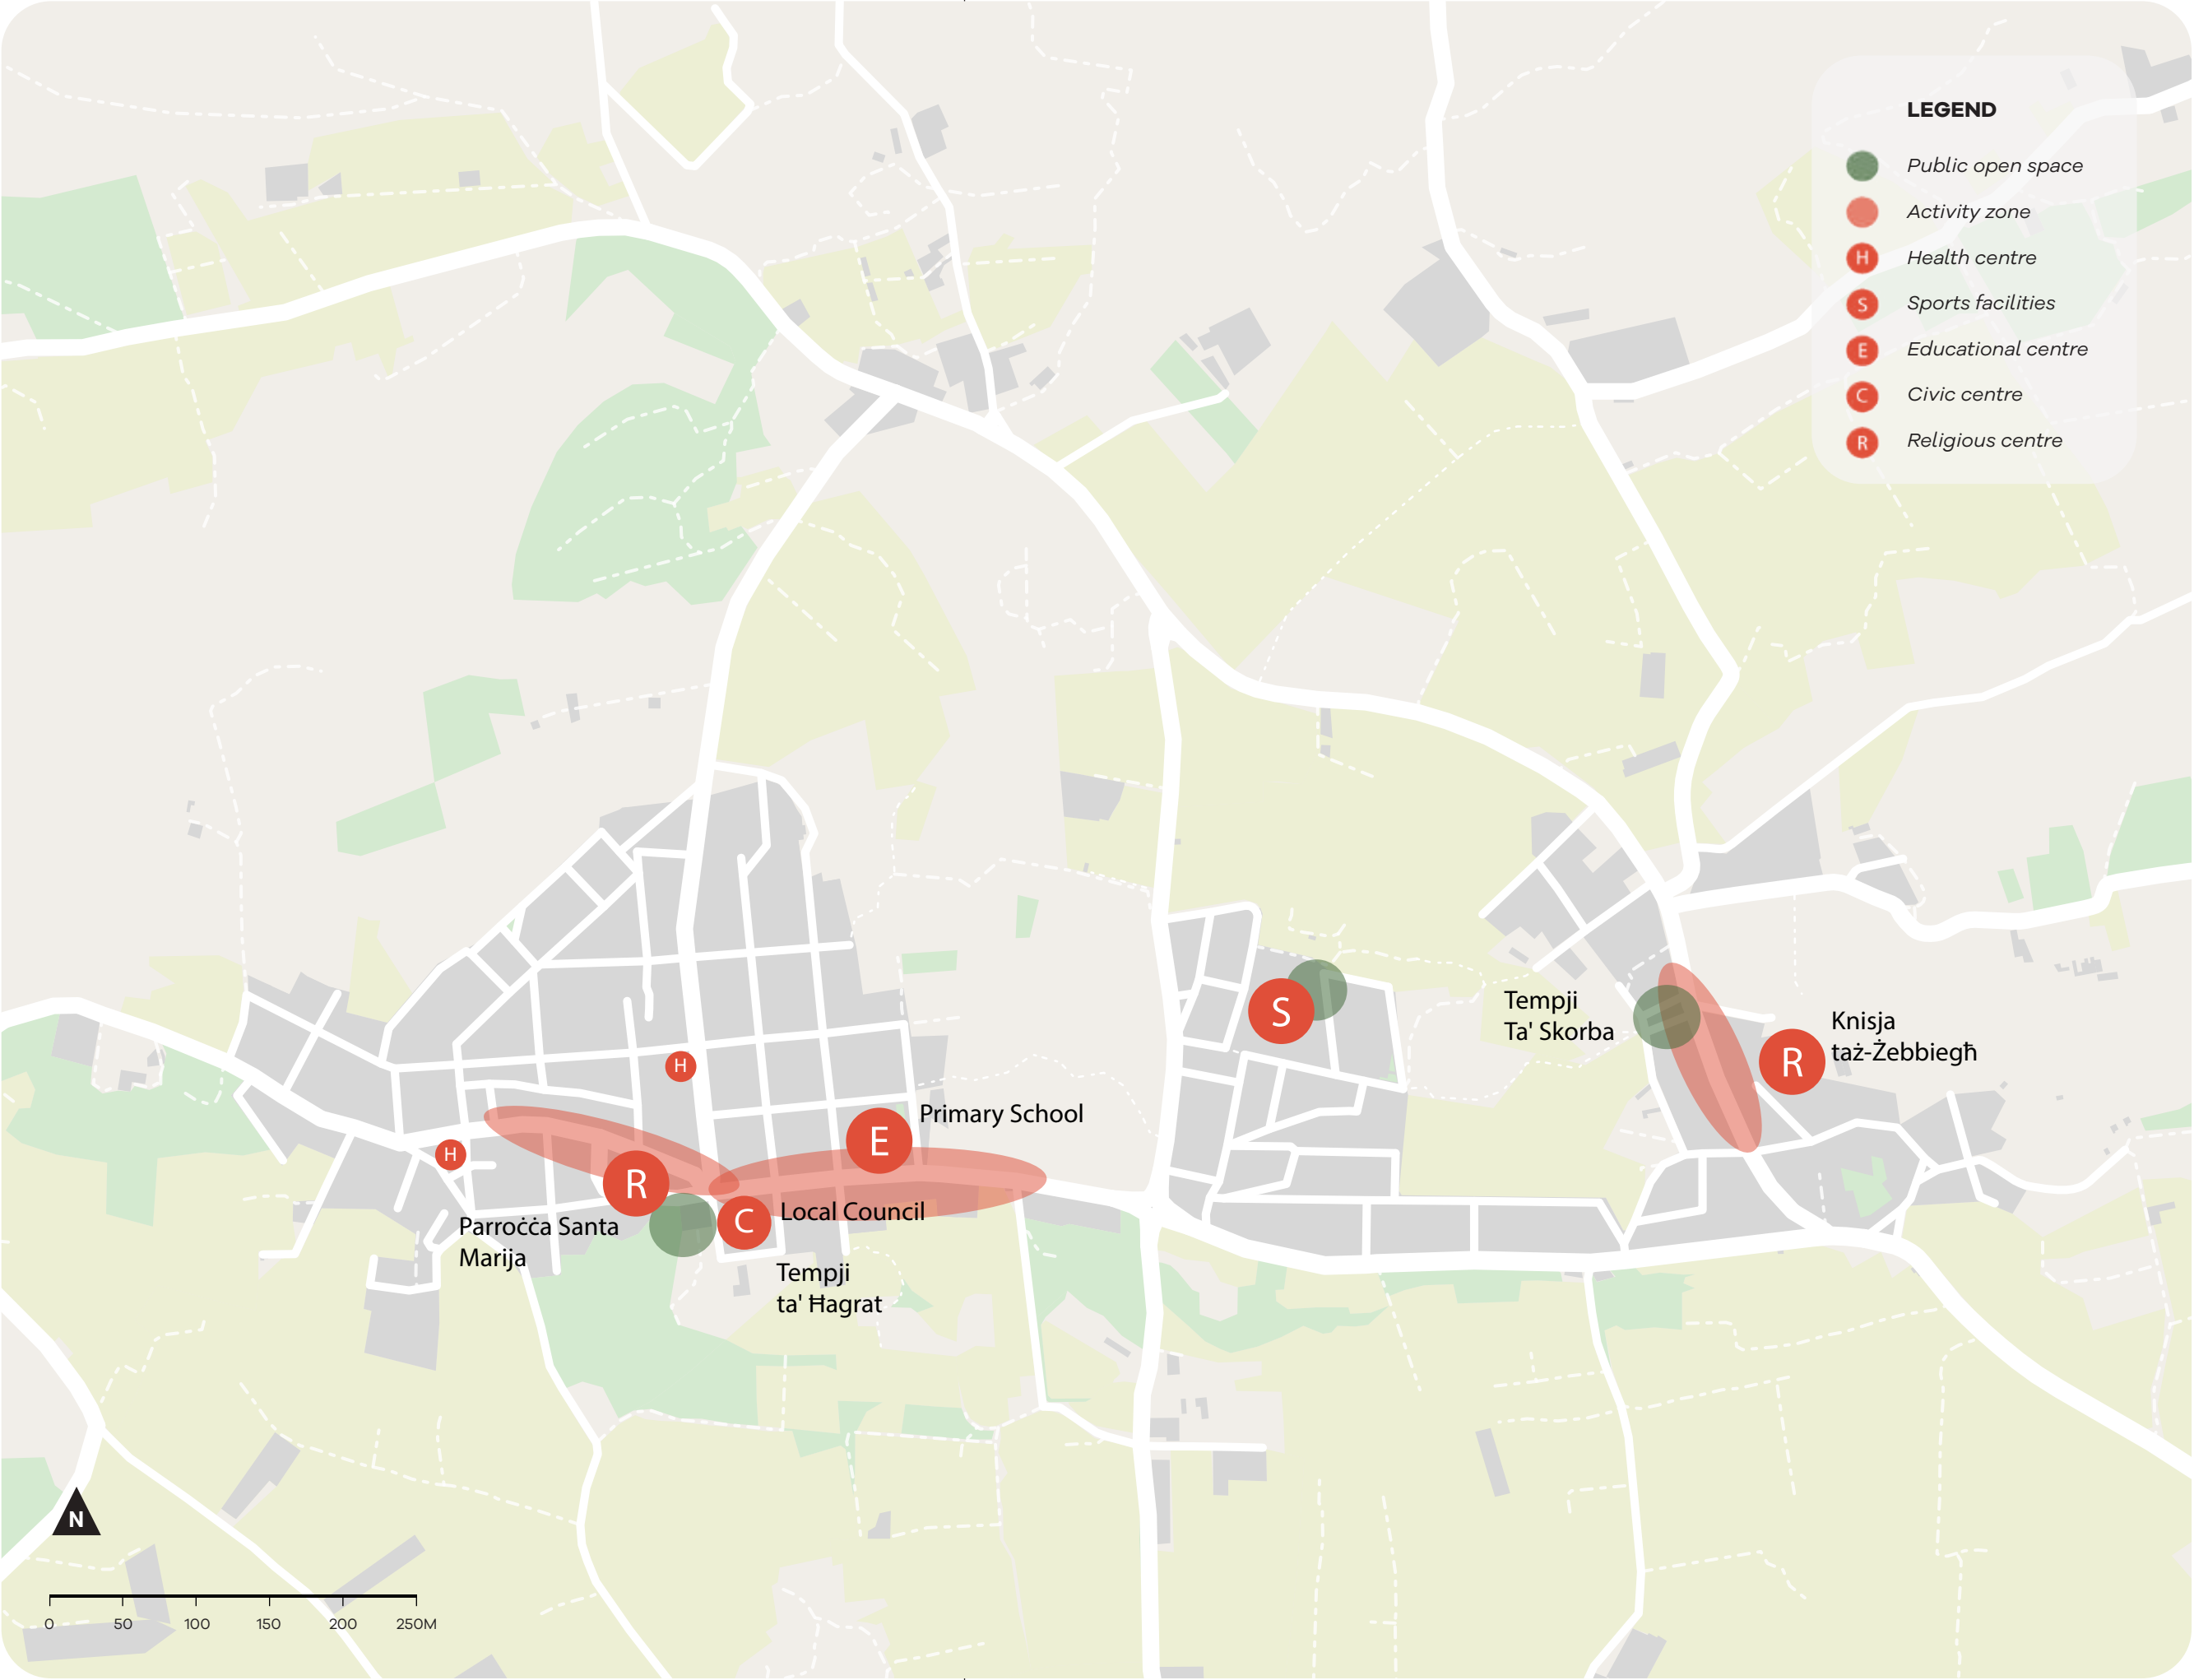 LEGEND
Public open space
Activity zone
H Health centre
S Sports facilities
E Educational centre
C Civic centre
R Religious centre
S
Tempji
Ta' Skorba
R
Knisja
taż-Żebbiegħ
H
E
Primary School
H
R
C
Local Council
Parroċċa Santa
Marija
Tempji
ta' Ħagrat
N
0 50 100 150 200 250M